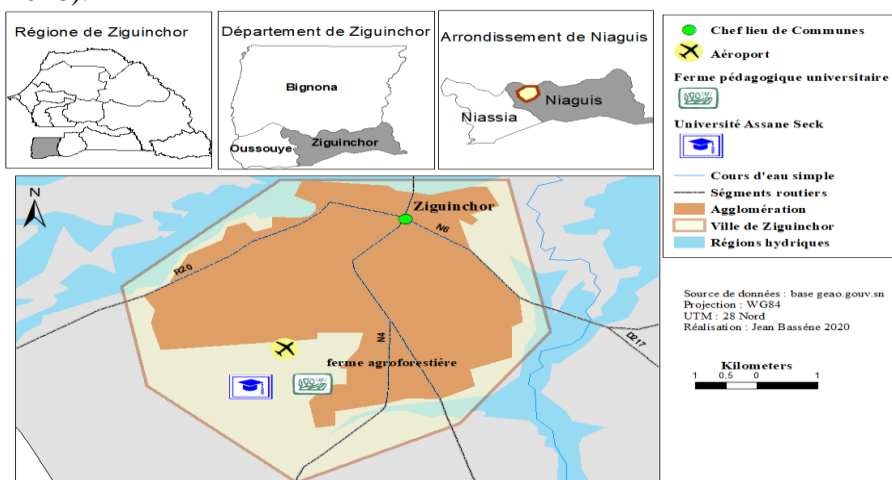 Régione de Ziguinchor
Département de Ziguinchor
Bignona
Oussouye
Ziguinchor
Arrondissement de Niaguis
Niaguis
Niassia
Chef lieu de Communes
Aéroport
Ferme pédagogique universitaire
Université Assane Seck
Cours d'eau simple
Ségments routiers
Agglomération
Ville de Ziguinchor
Régions hydriques
N
Ziguinchor
N6
R20
N4
D217
ferme agroforestière
Source de données : base geao.gouv.sn
Projection : WG84
UTM : 28 Nord
Réalisation : Jean Basséne 2020
Kilometers
1 0,5 0 1